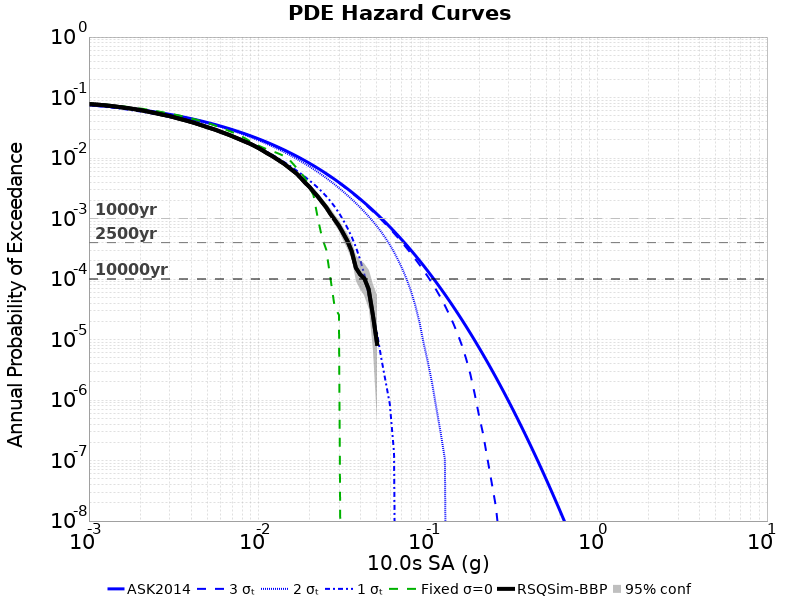 PDE Hazard Curves
Annual Probability of Exceedance
10⁰
10⁻¹
10⁻²
10⁻³
10⁻⁴
10⁻⁵
10⁻⁶
10⁻⁷
10⁻⁸
1000yr
2500yr
10000yr
10⁻³ 10⁻² 10⁻¹ 10⁰ 10¹
10.0s SA (g)
ASK2014 3 σₜ 2 σₜ 1 σₜ Fixed σ=0 RSQSim-BBP 95% conf